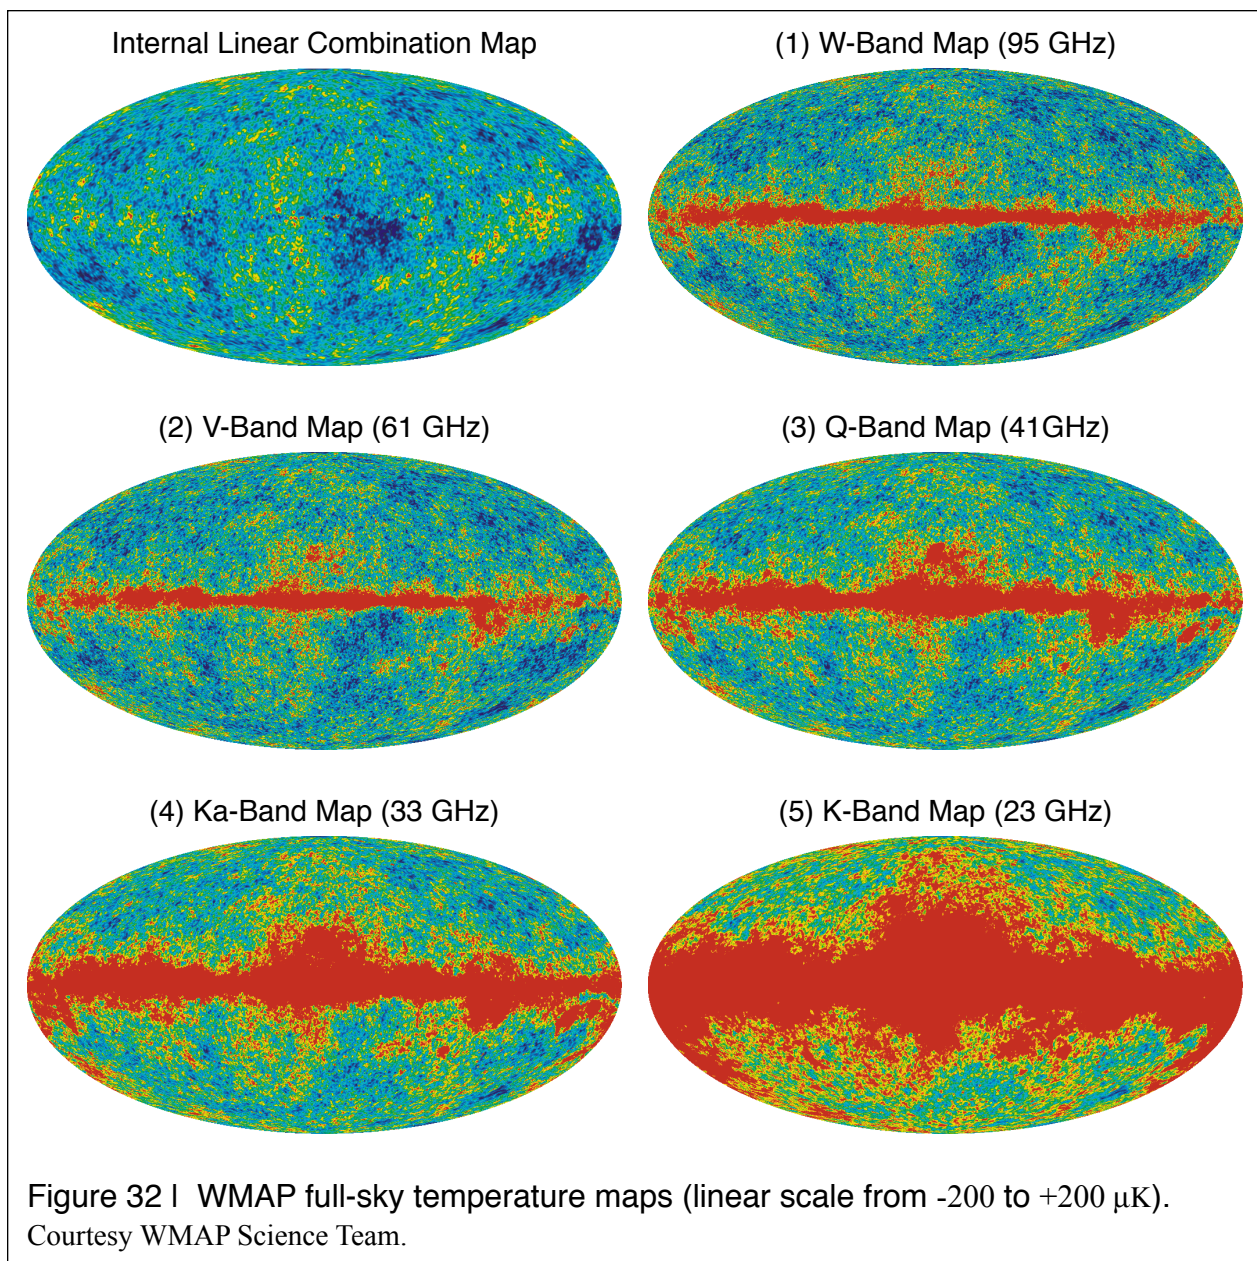 Internal Linear Combination Map
(1) W-Band Map (95 GHz)
(2) V-Band Map (61 GHz)
(3) Q-Band Map (41GHz)
(4) Ka-Band Map (33 GHz)
(5) K-Band Map (23 GHz)
Figure 32 | WMAP full-sky temperature maps (linear scale from -200 to +200 µK).
Courtesy WMAP Science Team.